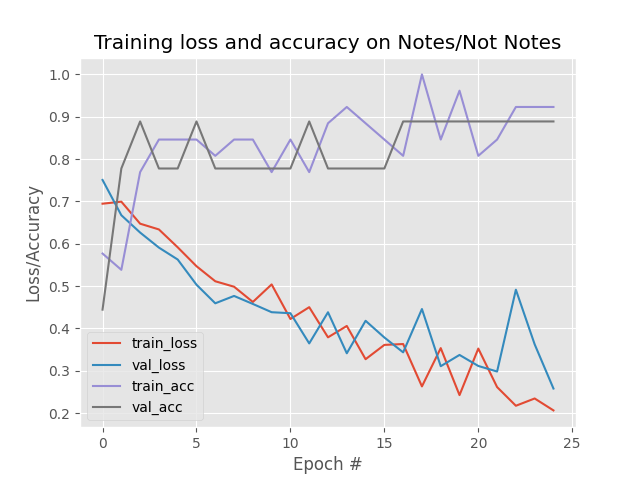 Training loss and accuracy on Notes/Not Notes
1.0
0.9
0.8
0.7
0.6
0.5
0.4
0.3
0.2
Loss/Accuracy
train_loss
val_loss
train_acc
val_acc
0 5 10 15 20 25
Epoch #